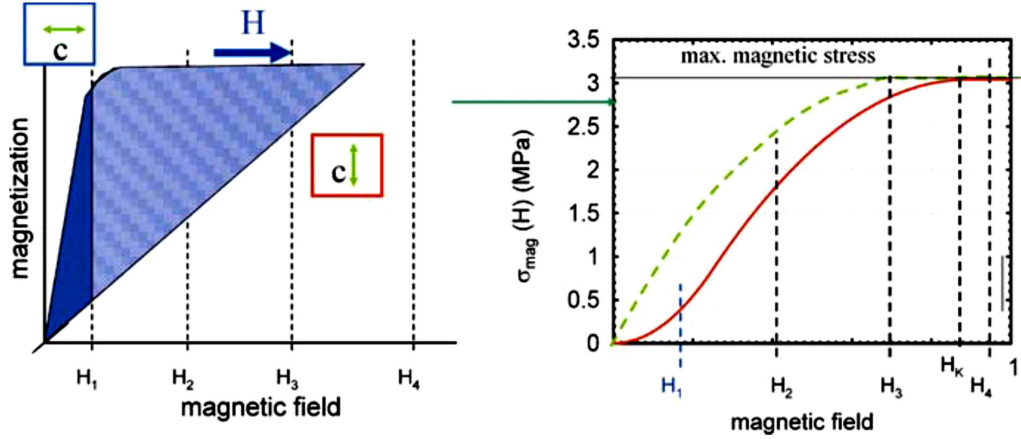 c
H
c
magnetization
H₁ H₂ H₃ H₄
magnetic field
3.5
max. magnetic stress
3
2.5
2
1.5
1
0.5
0
σmag (H) (MPa)
H₁ H₂ H₃ HK H₄ 1
magnetic field